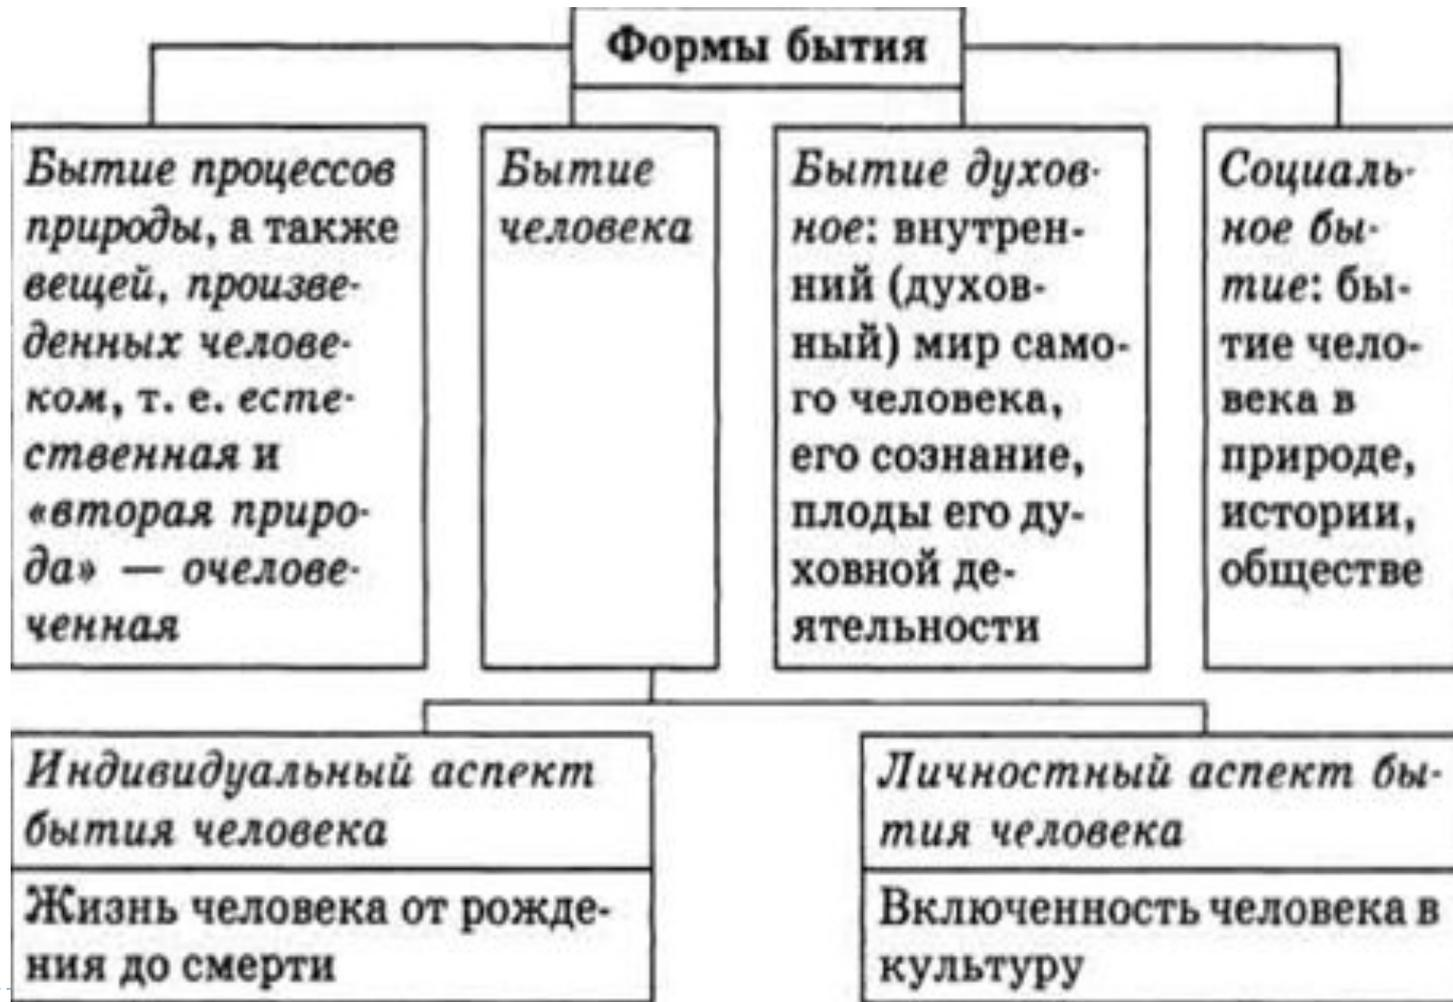 Формы бытия
Бытие процессов
природы, а также
вещей, произве-
денных челове-
ком, т. е. есте-
ственная и
«вторая приро-
да» — очелове-
ченная
Бытие
человека
Бытие духов-
ное: внутрен-
ний (духов-
ный) мир само-
го человека,
его сознание,
плоды его ду-
ховной де-
ятельности
Социаль-
ное бы-
тие: бы-
тие чело-
века в
природе,
истории,
обществе
Индивидуальный аспект
бытия человека
Жизнь человека от рожде-
ния до смерти
Личностный аспект бы-
тия человека
Включенность человека в
культуру